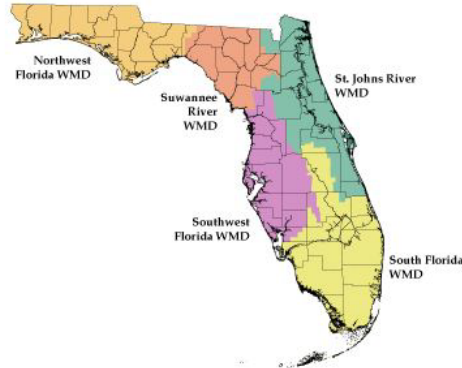 Northwest
Florida WMD
St. Johns River
WMD
Suwannee
River
WMD
Southwest
Florida WMD
South Florida
WMD